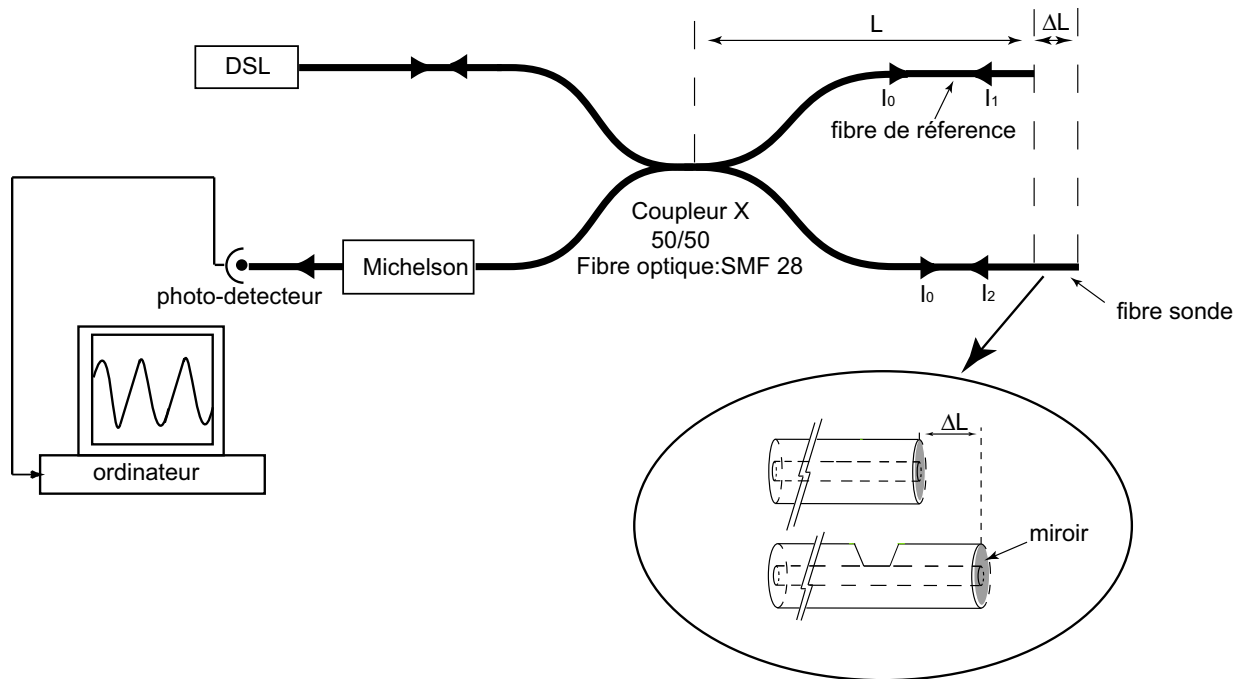 L
ΔL
DSL
I0
I1
fibre de réference
Coupleur X
50/50
Fibre optique:SMF 28
Michelson
photo-detecteur
I0
I2
fibre sonde
ordinateur
ΔL
miroir